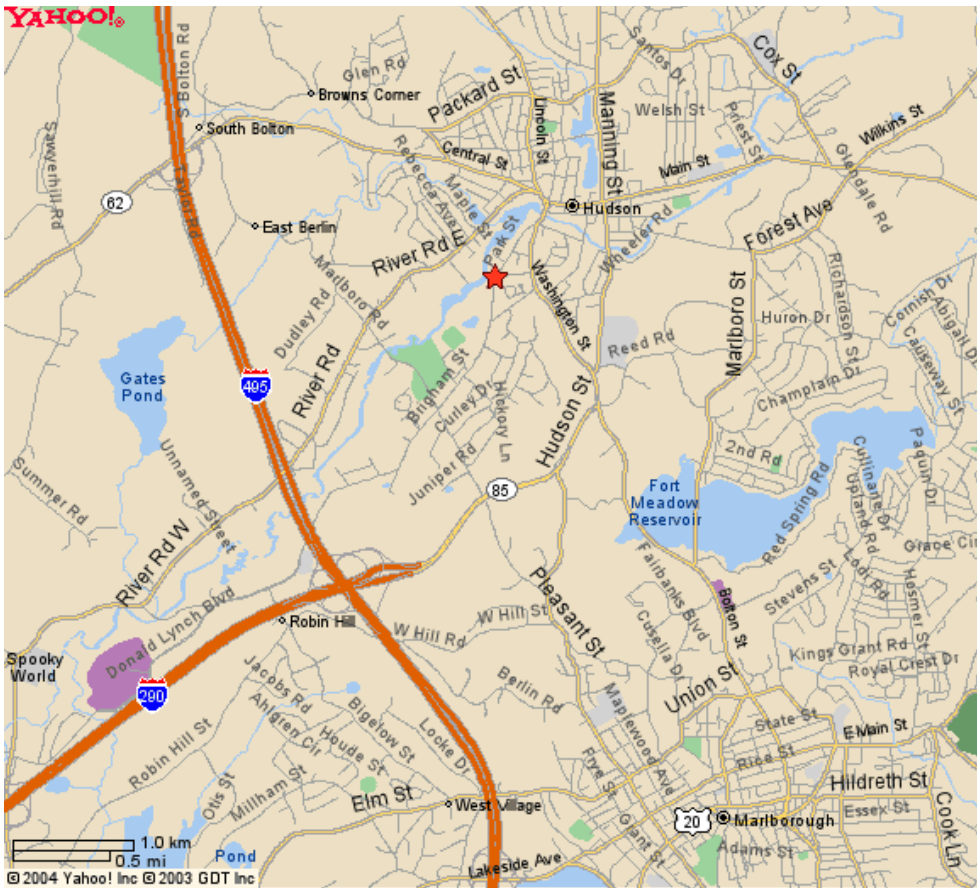 YAHOO!®
S Bolton Rd
Glen Rd
Browns Corner
Packard St
Santos Dr
Cox St
Sawyerhill Rd
South Bolton
Lincoln St
Manning St
Welsh St
Priest St
Wilkins St
Central St
Main St
62
Taylor Rd
Rebecca Ave
Maple St
Glendale Rd
East Berlin
Park St
Hudson
Wheeler Rd
Forest Ave
River Rd E
Marlboro Rd
Washington St
Marlboro St
Richardson St
Cornish Dr
Abigail Dr
Dudley Rd
Huron Dr
Causeway St
Reed Rd
Gates
Pond
495
River Rd
Brigham St
Curley Dr
Hickory Ln
Hudson St
Champlain Dr
Summer Rd
Unnamed Street
Juniper Rd
2nd Rd
Cullinane Dr
Paquin Dr
85
Fort
Meadow
Reservoir
Red Spring Rd
Upland Rd
River Rd W
Grace Cir
Fairbanks Blvd
Lodi Rd
Hosmer St
Donald Lynch Blvd
Pleasant St
Bolton St
Stevens St
Robin Hill
W Hill Rd
W Hill St
Cusella Dr
Kings Grant Rd
Royal Crest Dr
Spooky
World
290
Jacobs Rd
Berlin Rd
Union St
Robin Hill St
Ahlgren Cir
Bigelow St
Houde St
Locke Dr
Maplewood Ave
State St
E Main St
Rice St
Otis St
Millham St
Elm St
Frye St
Hildreth St
West Village
20
Marlborough
Essex St
Cook Ln
1.0 km
0.5 mi
Pond
Lakeside Ave
Grant St
Adams St
© 2004 Yahoo! Inc © 2003 GDT Inc